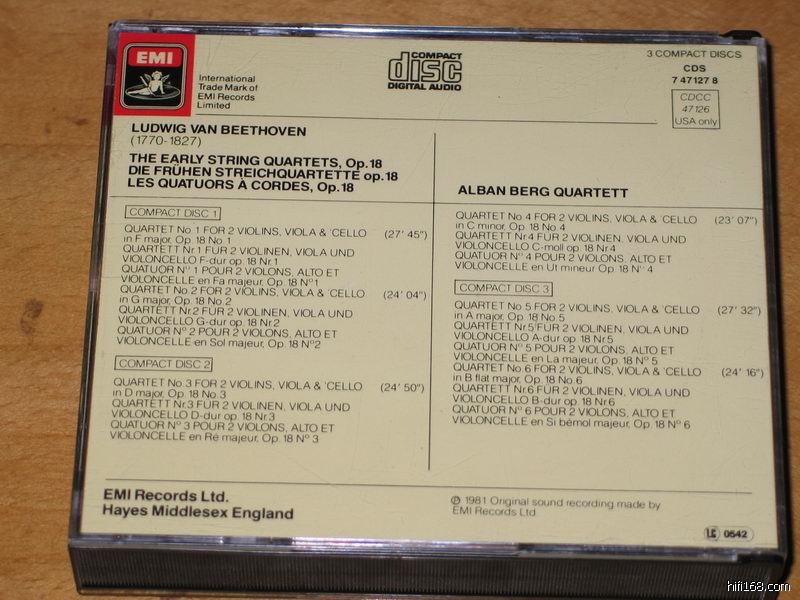 EMI
International
Trade Mark of
EMI Records
Limited
COMPACT
disc
DIGITAL AUDIO
3 COMPACT DISCS
CDS
7 47127 8
CDCC
47126
USA only
LUDWIG VAN BEETHOVEN
(1770-1827)
THE EARLY STRING QUARTETS, Op.18
DIE FRÜHEN STREICHQUARTETTE op.18
LES QUATUORS À CORDES, Op.18
ALBAN BERG QUARTETT
COMPACT DISC 1
QUARTET No.1 FOR 2 VIOLINS, VIOLA & 'CELLO (27' 45")
in F major, Op. 18 No.1
QUARTETT Nr.1 FÜR 2 VIOLINEN, VIOLA UND
VIOLONCELLO F-dur op. 18 Nr.1
QUATUOR Nº 1 POUR 2 VIOLONS, ALTO ET
VIOLONCELLE en Fa majeur, Op. 18 Nº1
QUARTET No.2 FOR 2 VIOLINS, VIOLA & 'CELLO (24' 04")
in G major, Op. 18 No.2
QUARTETT Nr.2 FÜR 2 VIOLINEN, VIOLA UND
VIOLONCELLO G-dur op. 18 Nr.2
QUATUOR Nº 2 POUR 2 VIOLONS, ALTO ET
VIOLONCELLE en Sol majeur, Op. 18 Nº2
COMPACT DISC 2
QUARTET No.3 FOR 2 VIOLINS, VIOLA & 'CELLO (24' 50")
in D major, Op. 18 No.3
QUARTETT Nr.3 FÜR 2 VIOLINEN, VIOLA UND
VIOLONCELLO D-dur op. 18 Nr.3
QUATUOR Nº 3 POUR 2 VIOLONS, ALTO ET
VIOLONCELLE en Ré majeur, Op. 18 Nº 3
QUARTET No.4 FOR 2 VIOLINS, VIOLA & 'CELLO (23' 07")
in C minor, Op. 18 No.4
QUARTETT Nr.4 FÜR 2 VIOLINEN, VIOLA UND
VIOLONCELLO C-moll op. 18 Nr.4
QUATUOR Nº 4 POUR 2 VIOLONS, ALTO ET
VIOLONCELLE en Ut mineur Op. 18 Nº 4
COMPACT DISC 3
QUARTET No.5 FOR 2 VIOLINS, VIOLA & 'CELLO (27' 32")
in A major, Op. 18 No.5
QUARTETT Nr.5 FÜR 2 VIOLINEN, VIOLA UND
VIOLONCELLO A-dur op. 18 Nr.5
QUATUOR Nº 5 POUR 2 VIOLONS, ALTO ET
VIOLONCELLE en La majeur, Op. 18 Nº 5
QUARTET No.6 FOR 2 VIOLINS, VIOLA & 'CELLO (24' 16")
in B flat major, Op. 18 No.6
QUARTETT Nr.6 FÜR 2 VIOLINEN, VIOLA UND
VIOLONCELLO B-dur op. 18 Nr.6
QUATUOR Nº 6 POUR 2 VIOLONS, ALTO ET
VIOLONCELLE en Si bémol majeur, Op. 18 Nº 6
EMI Records Ltd.
Hayes Middlesex England
℗ 1981 Original sound recording made by
EMI Records Ltd
LC 0542
hifi168.com